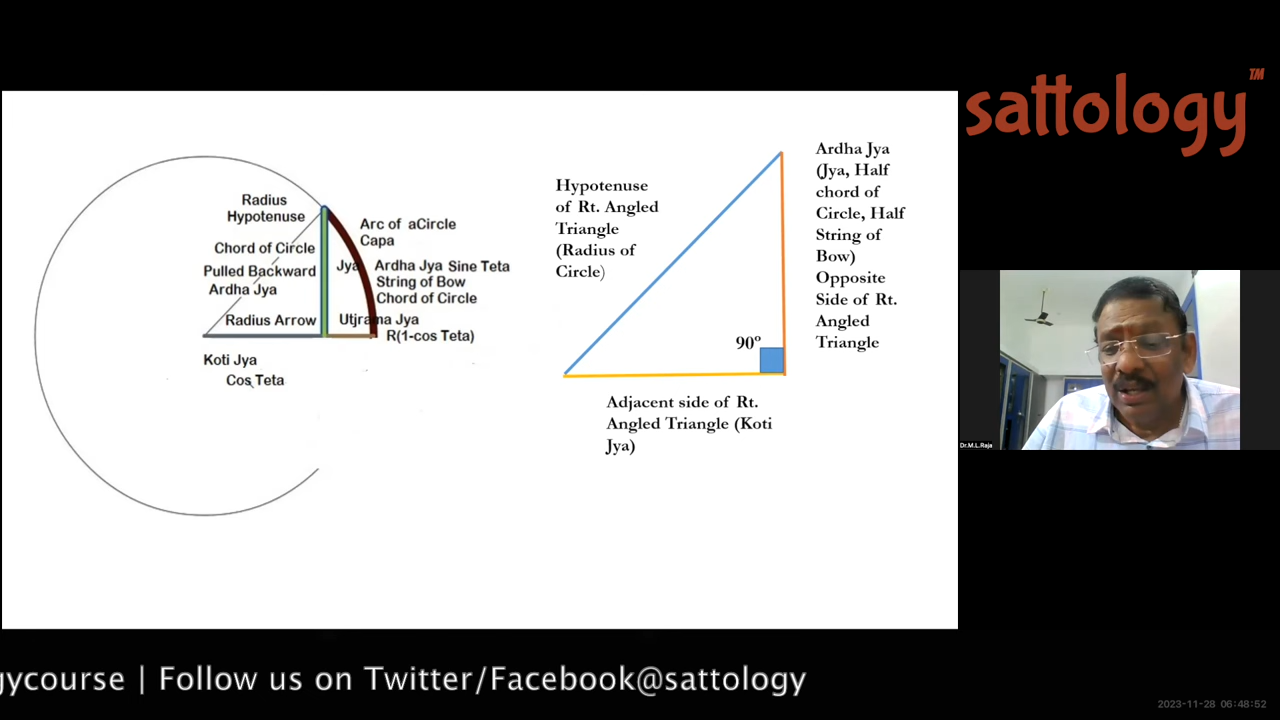 sattology™
Radius
Hypotenuse
Arc of aCircle
Capa
Chord of Circle
Jya Ardha Jya Sine Teta
Pulled Backward
String of Bow
Ardha Jya
Chord of Circle
Radius Arrow
Utjrama Jya
R(1-cos Teta)
Koti Jya
Cos Teta
Hypotenuse
of Rt. Angled
Triangle
(Radius of
Circle)
Ardha Jya
(Jya, Half
chord of
Circle, Half
String of
Bow)
Opposite
Side of Rt.
Angled
Triangle
90º
Adjacent side of Rt.
Angled Triangle (Koti
Jya)
Dr.M.L.Raja
gycourse | Follow us on Twitter/Facebook@sattology
2023-11-28 06:48:52